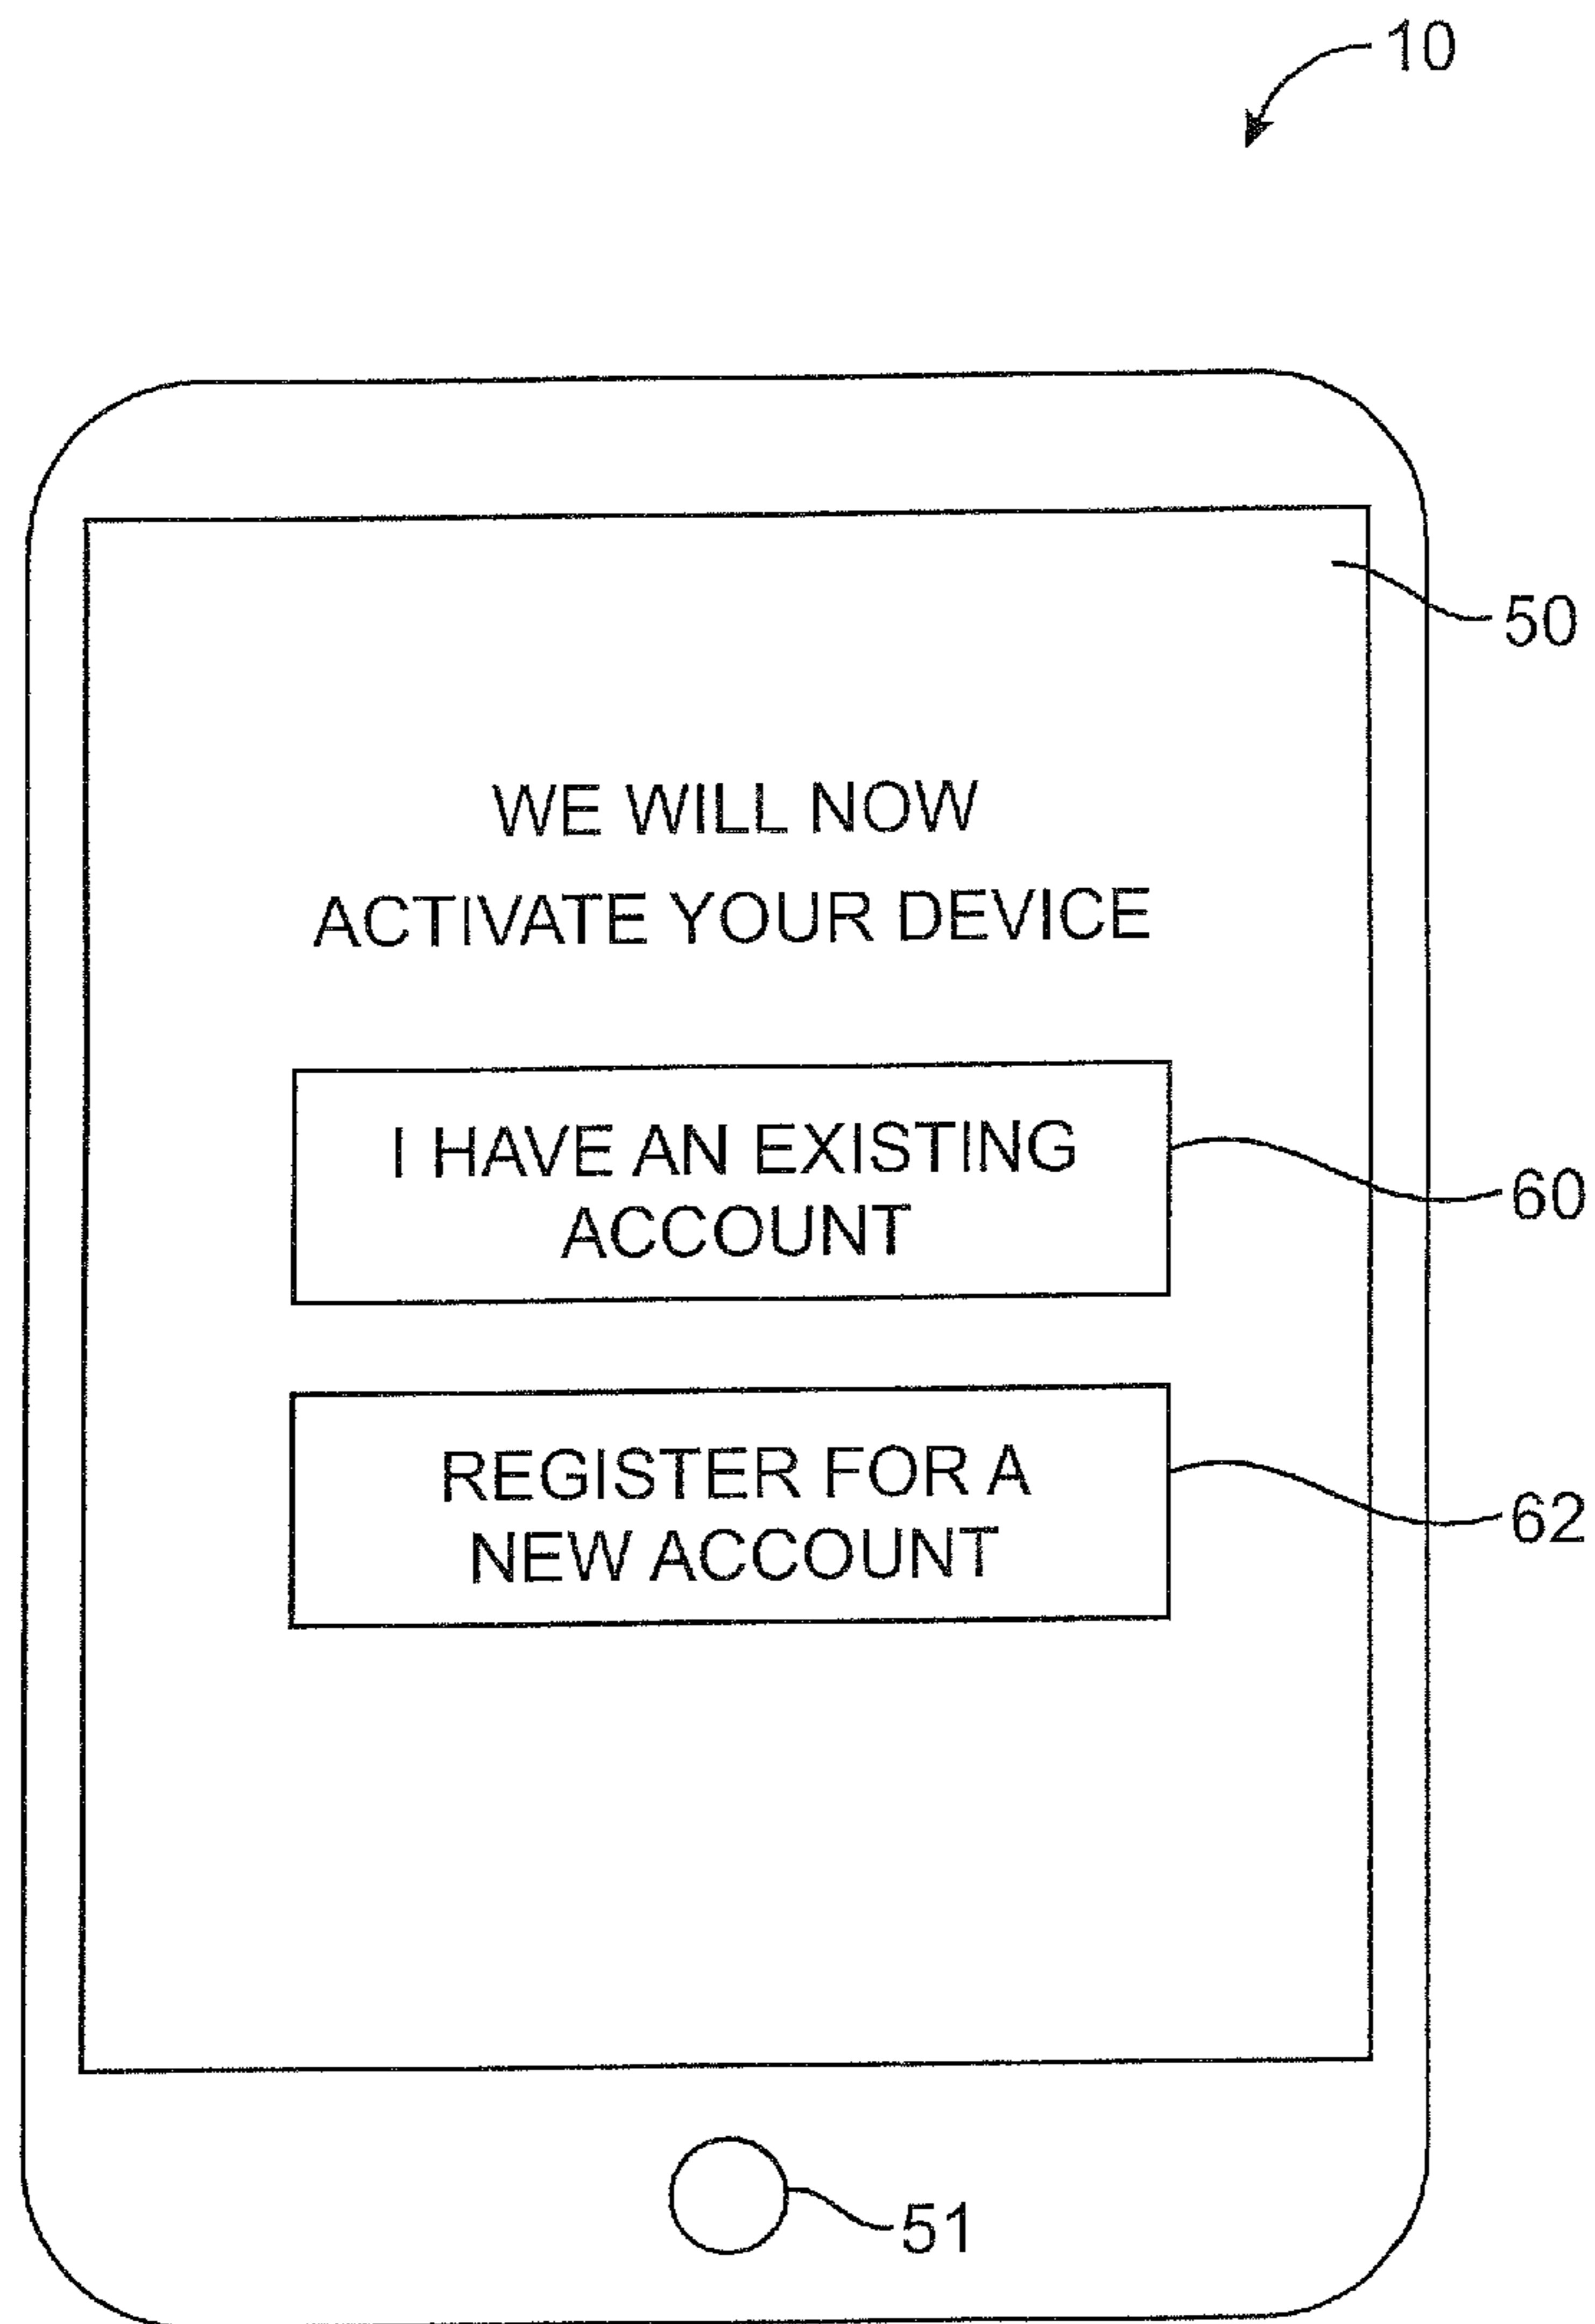 10
50
WE WILL NOW
ACTIVATE YOUR DEVICE
I HAVE AN EXISTING
ACCOUNT
60
REGISTER FOR A
NEW ACCOUNT
62
51